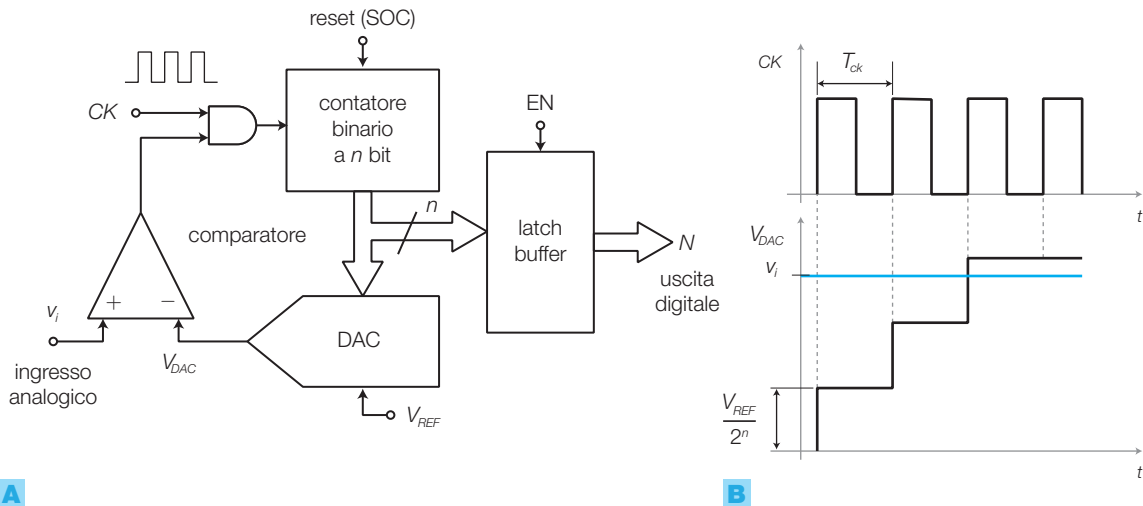 reset (SOC)
CK
contatore
binario
a n bit
EN
n
comparatore
latch
buffer
N
uscita
digitale
+
−
v_i
ingresso
analogico
V_DAC
DAC
V_REF
A
CK
T_ck
t
V_DAC
v_i
V_REF
2^n
t
B